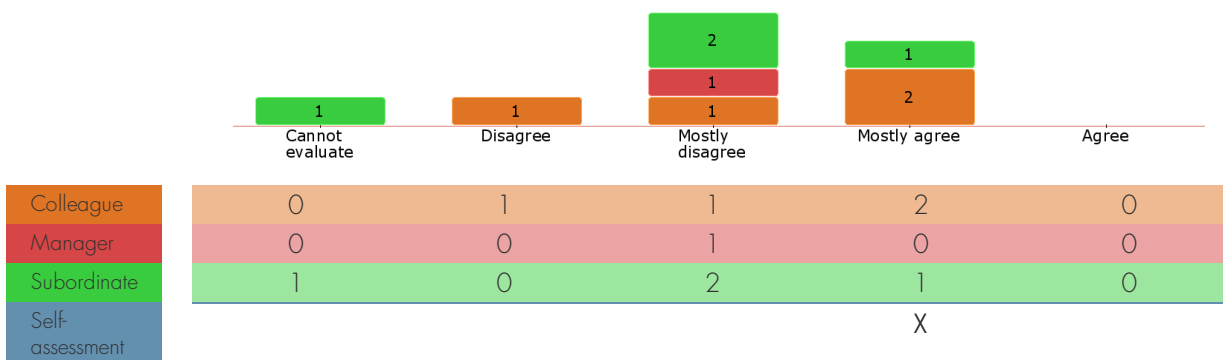 2
1 1
1 1 1 2
Cannot Disagree Mostly Mostly agree Agree
evaluate disagree
Colleague 0 1 1 2 0
Manager 0 0 1 0 0
Subordinate 1 0 2 1 0
Self- X
assessment